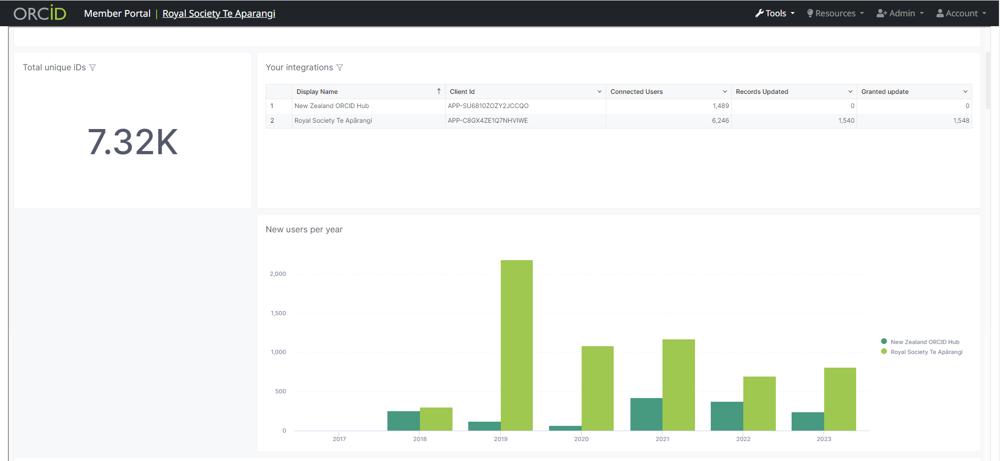 ORCiD Member Portal | Royal Society Te Aparangi Tools Resources Admin Account
Total unique iDs
7.32K
Your integrations
Display Name Client Id Connected Users Records Updated Granted update
1 New Zealand ORCID Hub APP-SU6810ZOZY2JCCQO 1,489 0 0
2 Royal Society Te Apārangi APP-C8GX4ZE1Q7NHVIWE 6,246 1,540 1,548
New users per year
2,000
1,500
1,000
500
0
2017 2018 2019 2020 2021 2022 2023
New Zealand ORCID Hub
Royal Society Te Apārangi